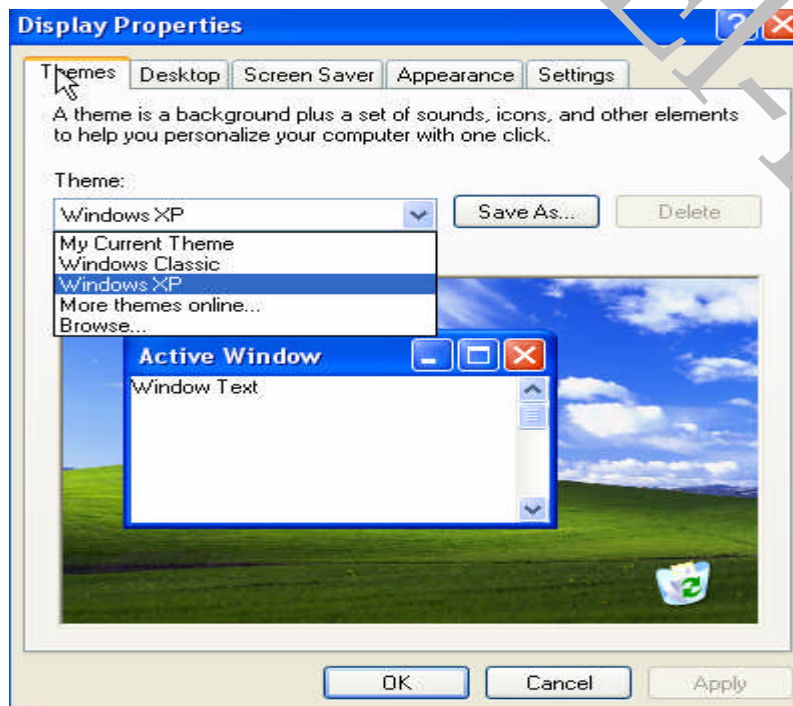 Display Properties
Themes Desktop Screen Saver Appearance Settings
A theme is a background plus a set of sounds, icons, and other elements
to help you personalize your computer with one click.
Theme:
Windows XP Save As... Delete
My Current Theme
Windows Classic
Windows XP
More themes online...
Browse...
Active Window
Window Text
OK Cancel Apply